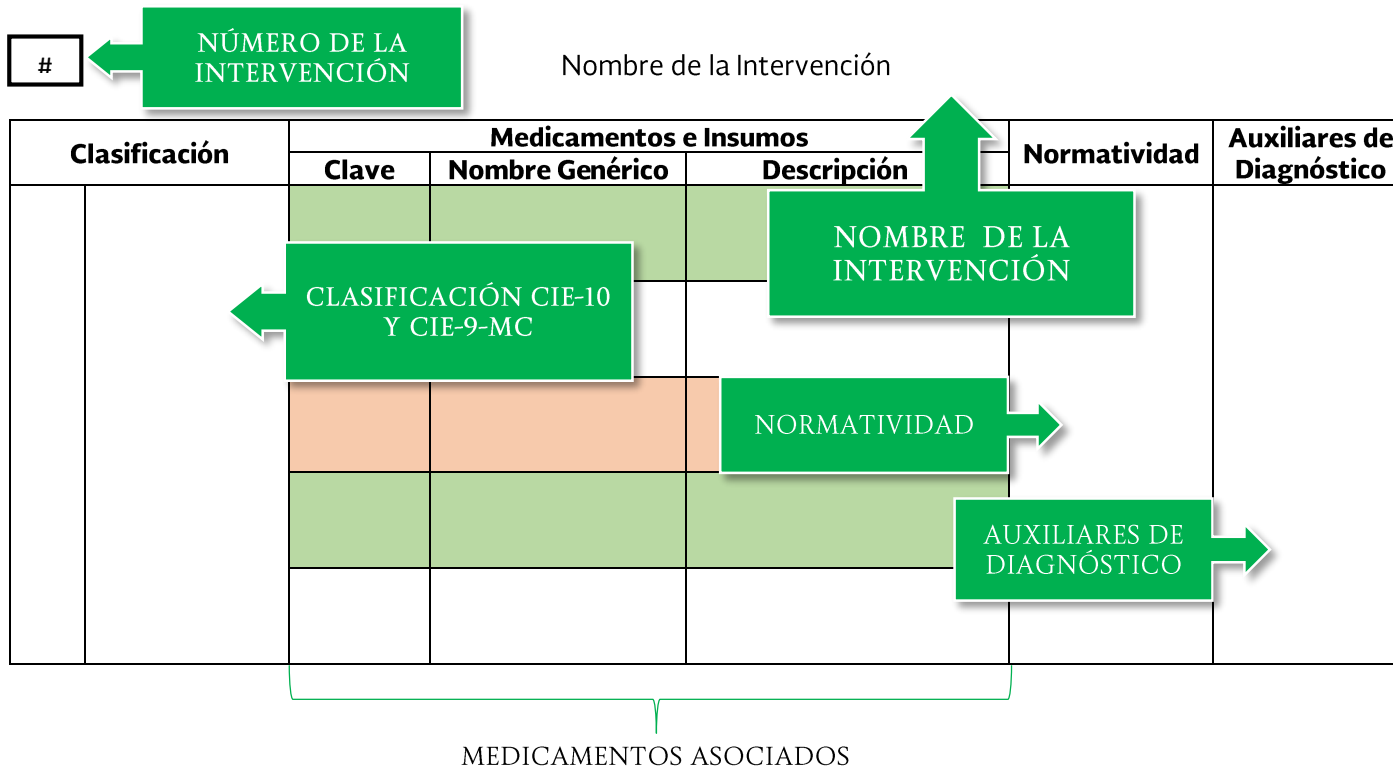 #
NÚMERO DE LA
INTERVENCIÓN
Nombre de la Intervención
Clasificación
Medicamentos e Insumos
Normatividad
Auxiliares de
Diagnóstico
Clave
Nombre Genérico
Descripción
NOMBRE DE LA
INTERVENCIÓN
CLASIFICACIÓN CIE-10
Y CIE-9-MC
NORMATIVIDAD
AUXILIARES DE
DIAGNÓSTICO
MEDICAMENTOS ASOCIADOS